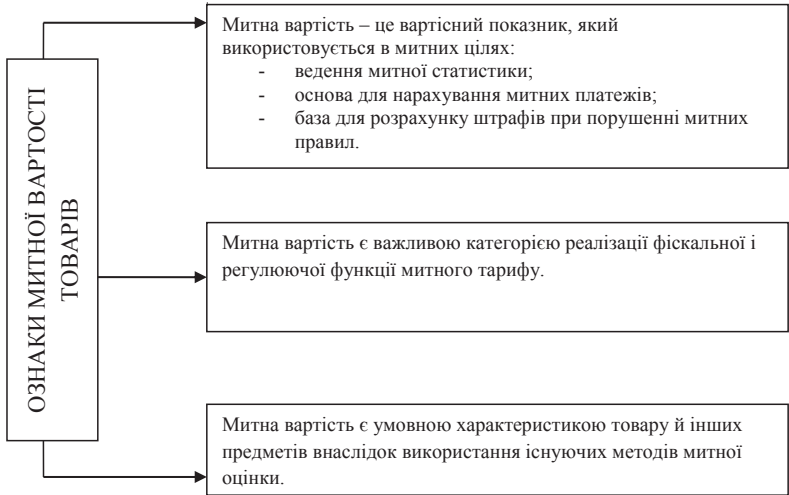 ОЗНАКИ МИТНОЇ ВАРТОСТІ
ТОВАРІВ
Митна вартість – це вартісний показник, який
використовується в митних цілях:
- ведення митної статистики;
- основа для нарахування митних платежів;
- база для розрахунку штрафів при порушенні митних
правил.
Митна вартість є важливою категорією реалізації фіскальної і
регулюючої функції митного тарифу.
Митна вартість є умовною характеристикою товару й інших
предметів внаслідок використання існуючих методів митної
оцінки.